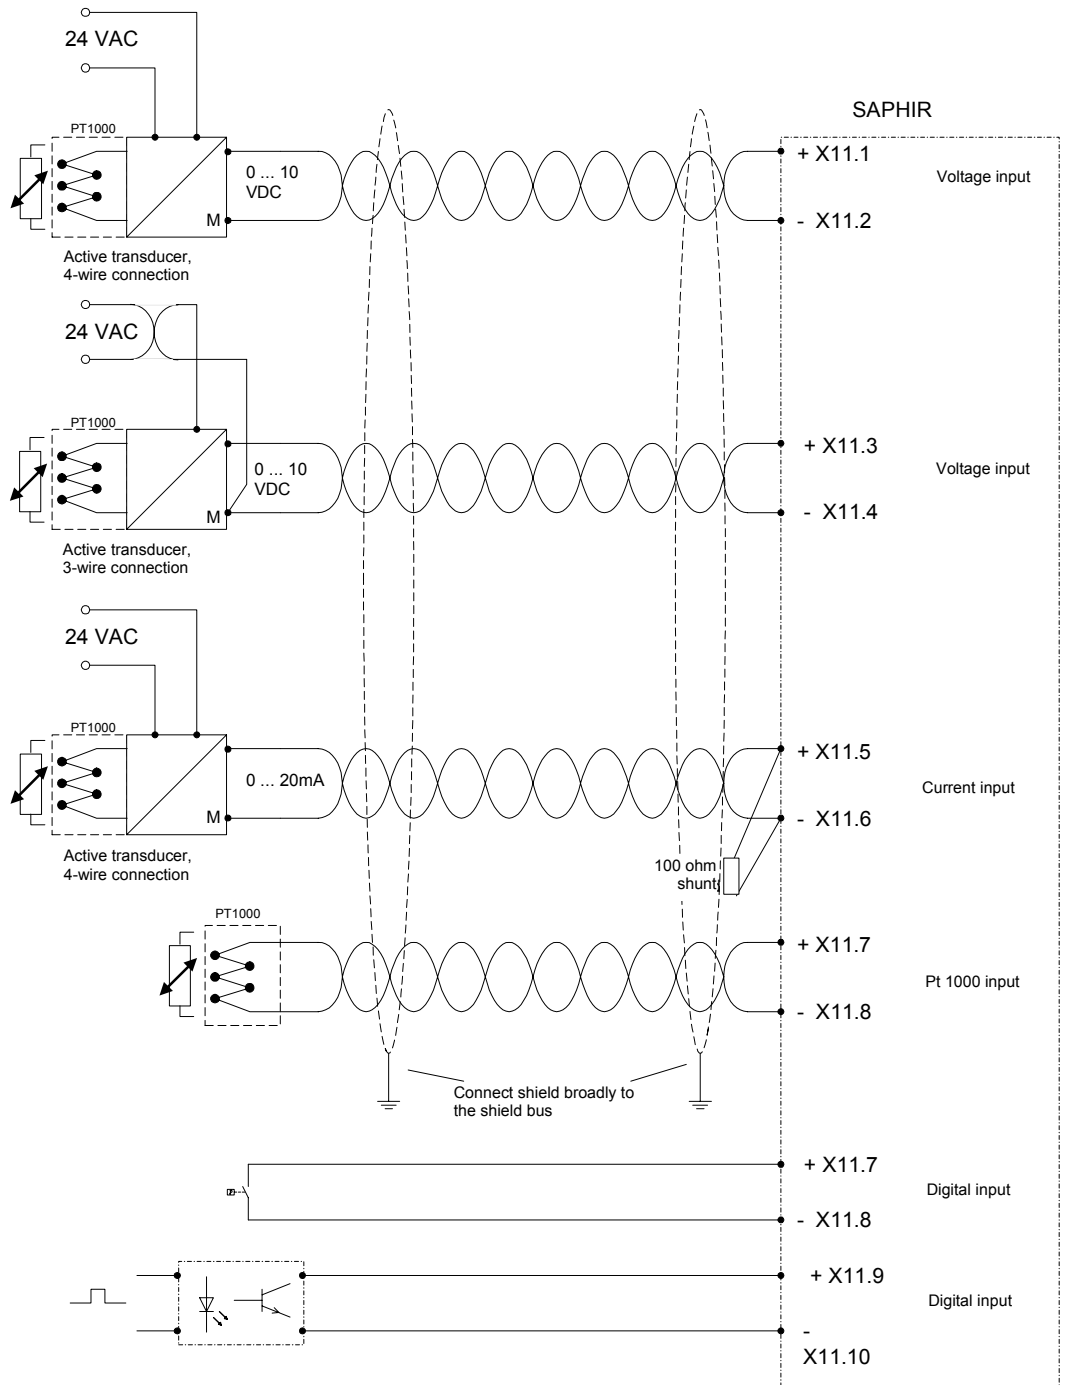 24 VAC
SAPHIR
PT1000
+ X11.1
0 ... 10
VDC
Voltage input
M
- X11.2
Active transducer,
4-wire connection
24 VAC
PT1000
+ X11.3
0 ... 10
VDC
Voltage input
M
- X11.4
Active transducer,
3-wire connection
24 VAC
PT1000
+ X11.5
0 ... 20mA
Current input
M
- X11.6
Active transducer,
4-wire connection
100 ohm
shunt
PT1000
+ X11.7
Pt 1000 input
- X11.8
Connect shield broadly to
the shield bus
+ X11.7
Digital input
- X11.8
+ X11.9
Digital input
-
X11.10